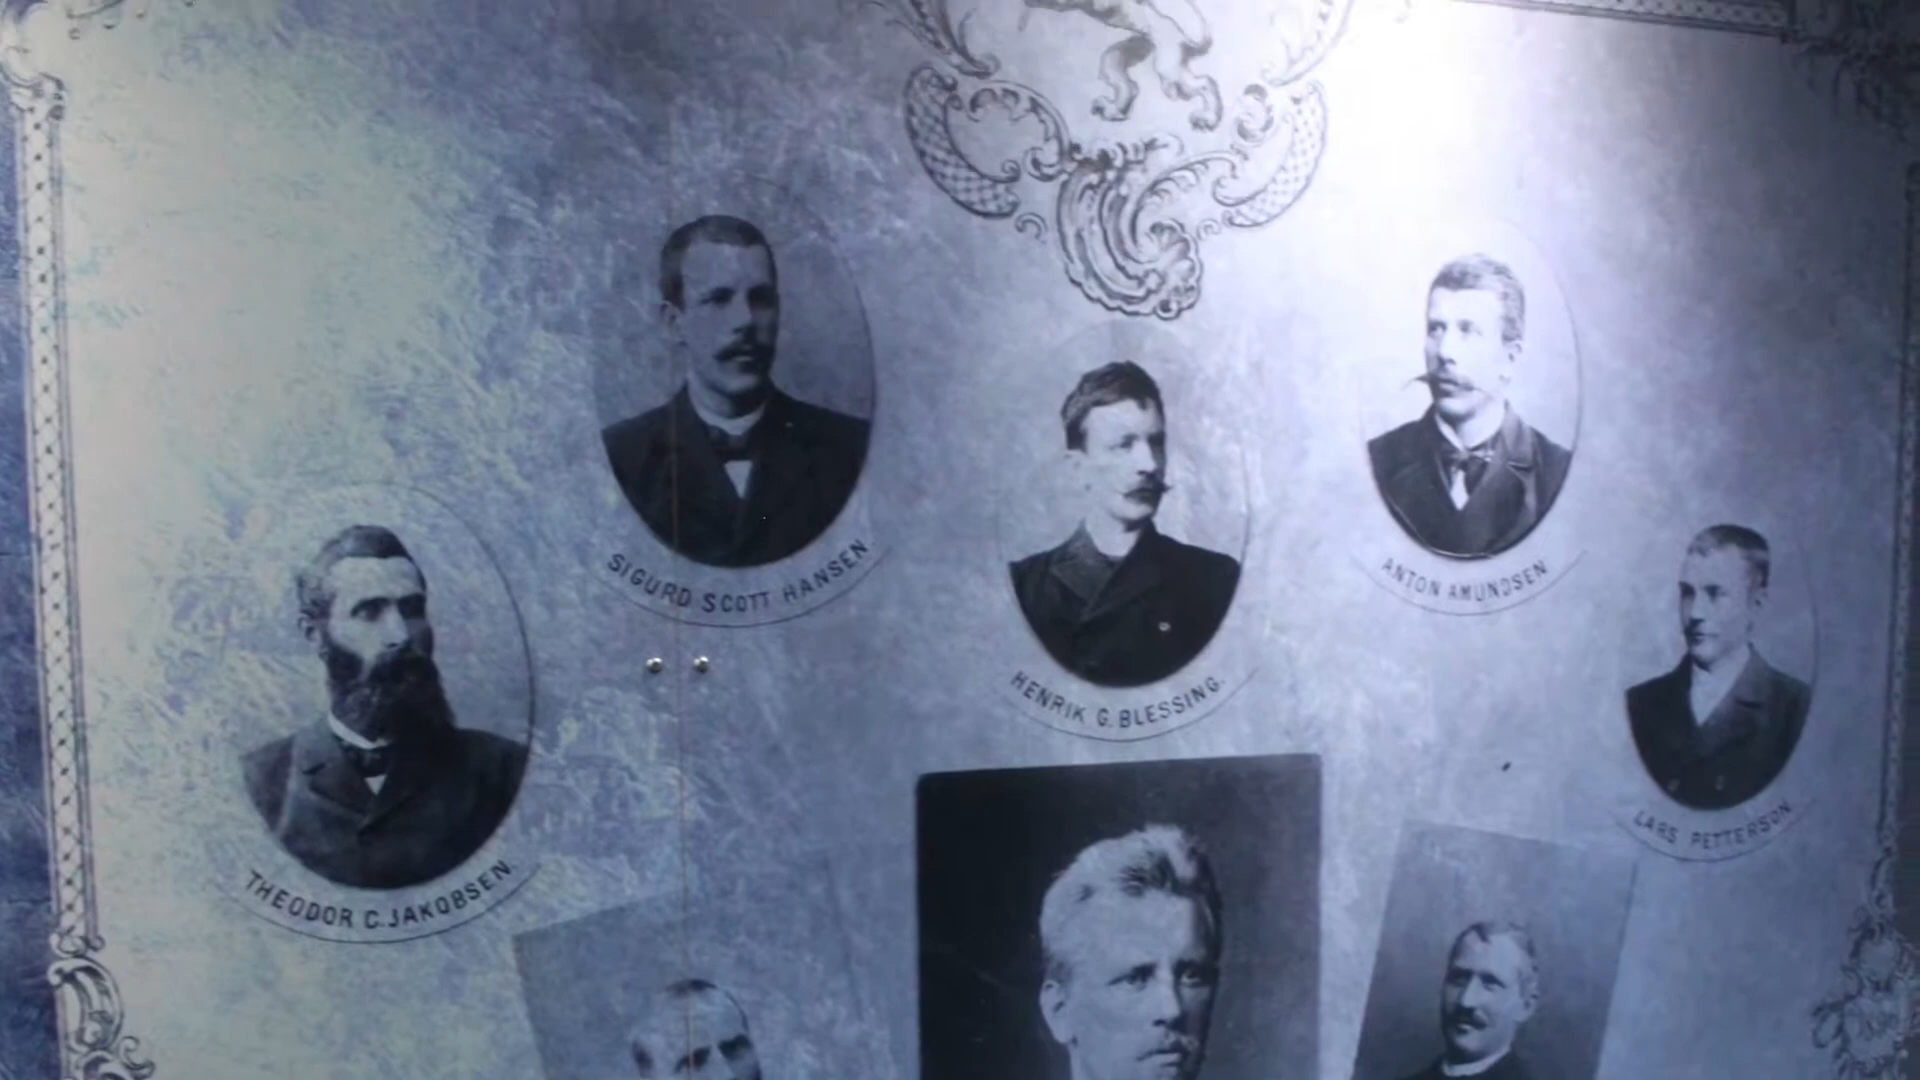 SIGURD SCOTT HANSEN.
ANTON AMUNDSEN
HENRIK G. BLESSING.
LARS PETTERSON
THEODOR C. JAKOBSEN.